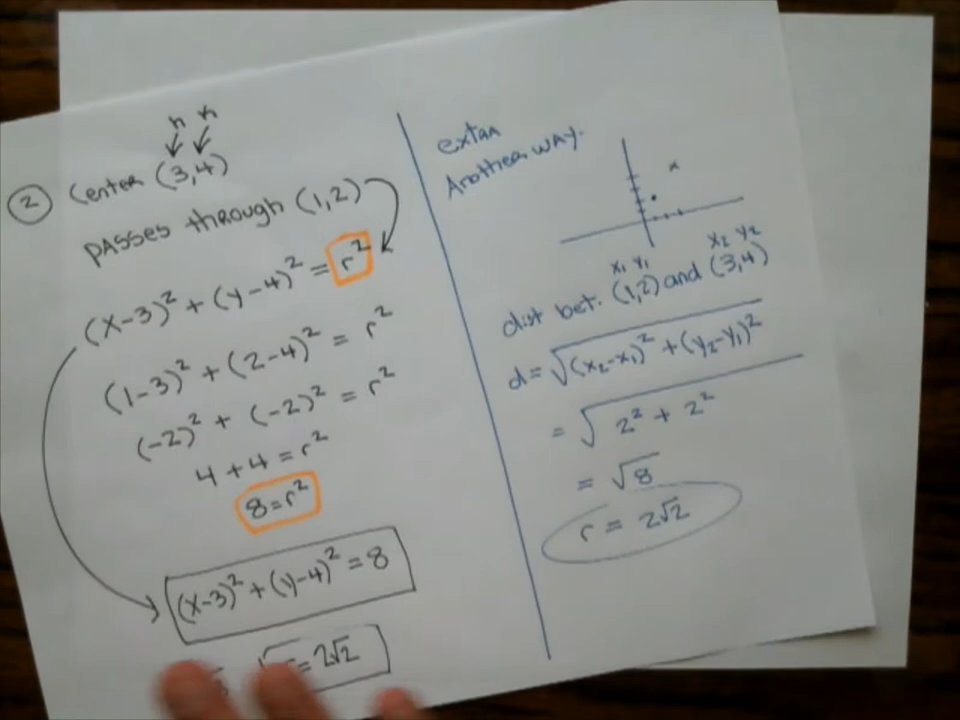 h k
② Center (3,4)
passes through (1,2)
(x-3)² + (y-4)² = r²
(1-3)² + (2-4)² = r²
(-2)² + (-2)² = r²
4 + 4 = r²
8 = r²
(x-3)² + (y-4)² = 8
= 2√2
extra
Another way.
x₁ y₁ x₂ y₂
dist bet. (1,2) and (3,4)
d = √(x₂-x₁)² + (y₂-y₁)²
= √2² + 2²
= √8
r = 2√2